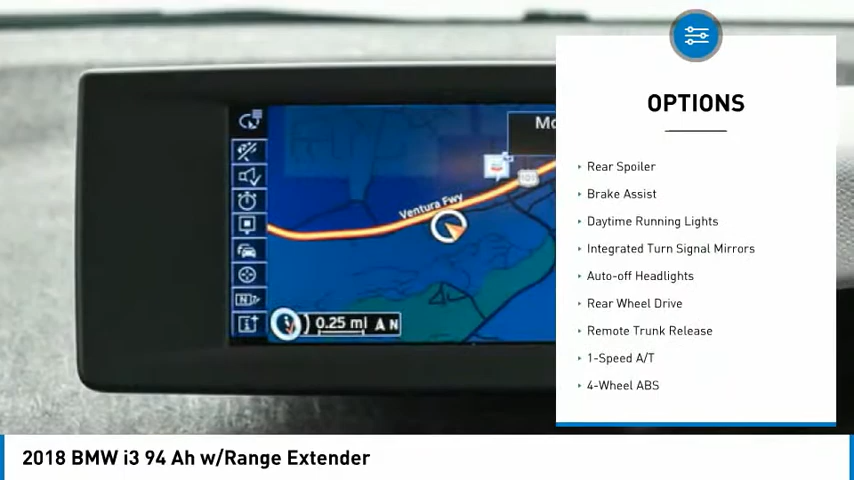 Mo
101
Ventura Fwy
0.25 mi
N
OPTIONS
Rear Spoiler
Brake Assist
Daytime Running Lights
Integrated Turn Signal Mirrors
Auto-off Headlights
Rear Wheel Drive
Remote Trunk Release
1-Speed A/T
4-Wheel ABS
2018 BMW i3 94 Ah w/Range Extender